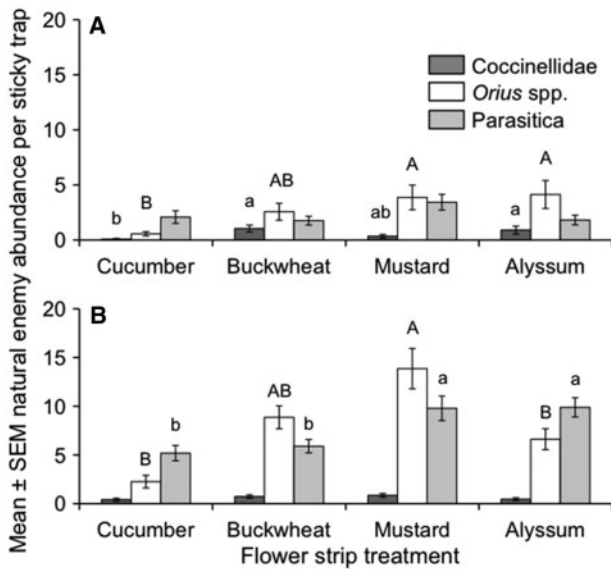 Mean ± SEM natural enemy abundance per sticky trap
A
20
15
10
5
0
Coccinellidae
Orius spp.
Parasitica
b B
a AB
ab A
a A
Cucumber Buckwheat Mustard Alyssum
B
20
15
10
5
0
B b
AB b
A a
B a
Cucumber Buckwheat Mustard Alyssum
Flower strip treatment